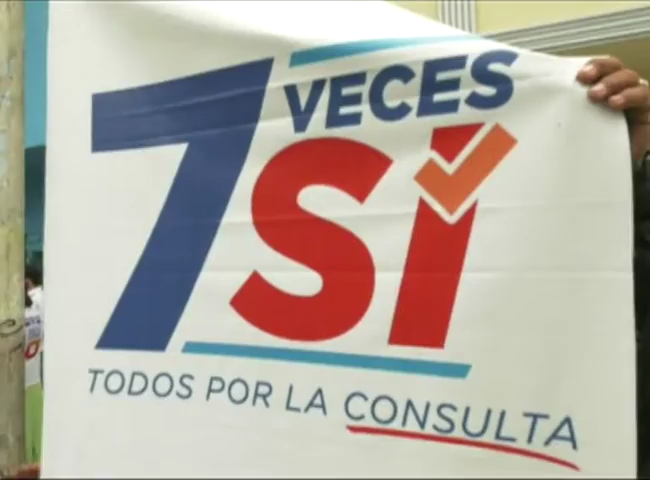 7 VECES
SÍ
TODOS POR LA CONSULTA